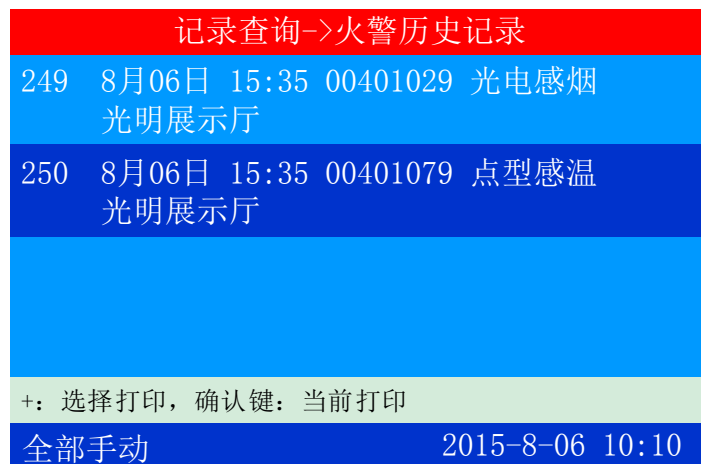 记录查询->火警历史记录
249 8月06日 15:35 00401029 光电感烟
光明展示厅
250 8月06日 15:35 00401079 点型感温
光明展示厅
+: 选择打印，确认键: 当前打印
全部手动 2015-8-06 10:10